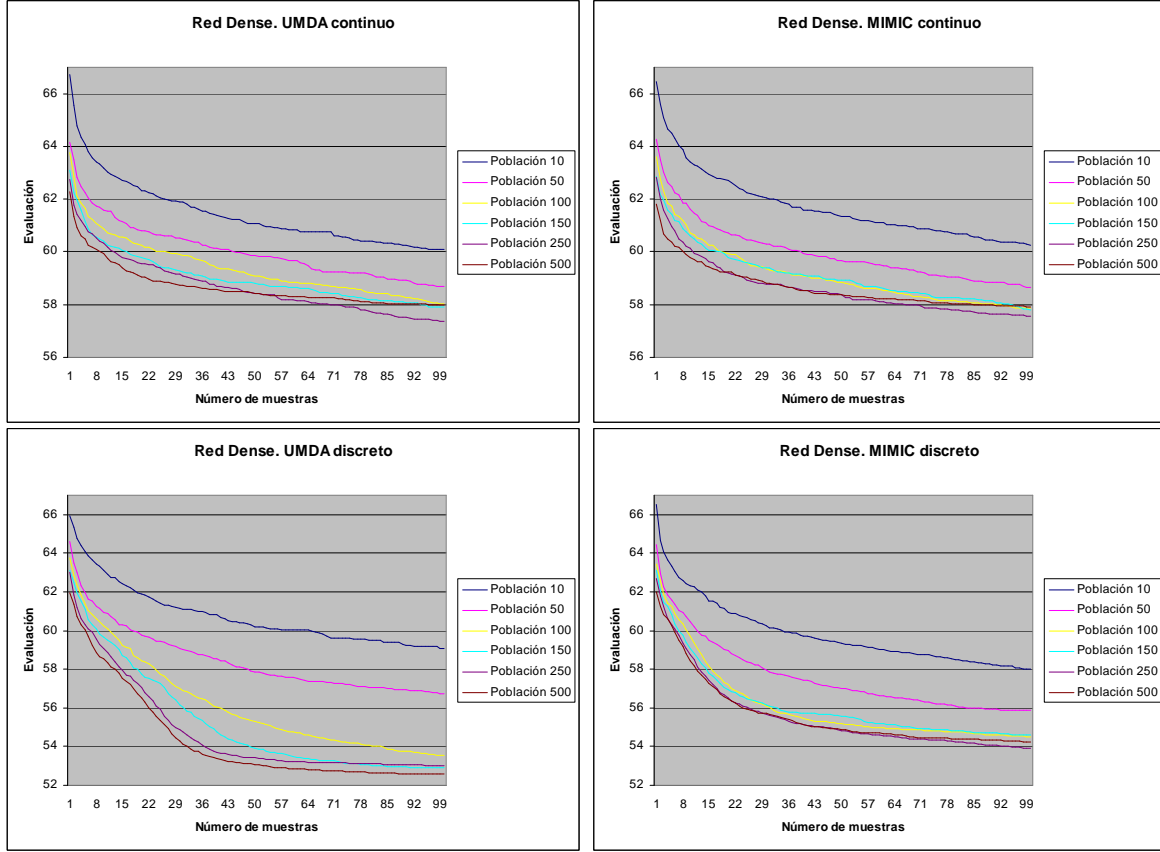 Red Dense. UMDA continuo
66
64
62
60
58
56
Evaluación
1 8 15 22 29 36 43 50 57 64 71 78 85 92 99
Número de muestras
Población 10
Población 50
Población 100
Población 150
Población 250
Población 500
Red Dense. MIMIC continuo
66
64
62
60
58
56
Evaluación
1 8 15 22 29 36 43 50 57 64 71 78 85 92 99
Número de muestras
Población 10
Población 50
Población 100
Población 150
Población 250
Población 500
Red Dense. UMDA discreto
66
64
62
60
58
56
54
52
Evaluación
1 8 15 22 29 36 43 50 57 64 71 78 85 92 99
Número de muestras
Población 10
Población 50
Población 100
Población 150
Población 250
Población 500
Red Dense. MIMIC discreto
66
64
62
60
58
56
54
52
Evaluación
1 8 15 22 29 36 43 50 57 64 71 78 85 92 99
Número de muestras
Población 10
Población 50
Población 100
Población 150
Población 250
Población 500